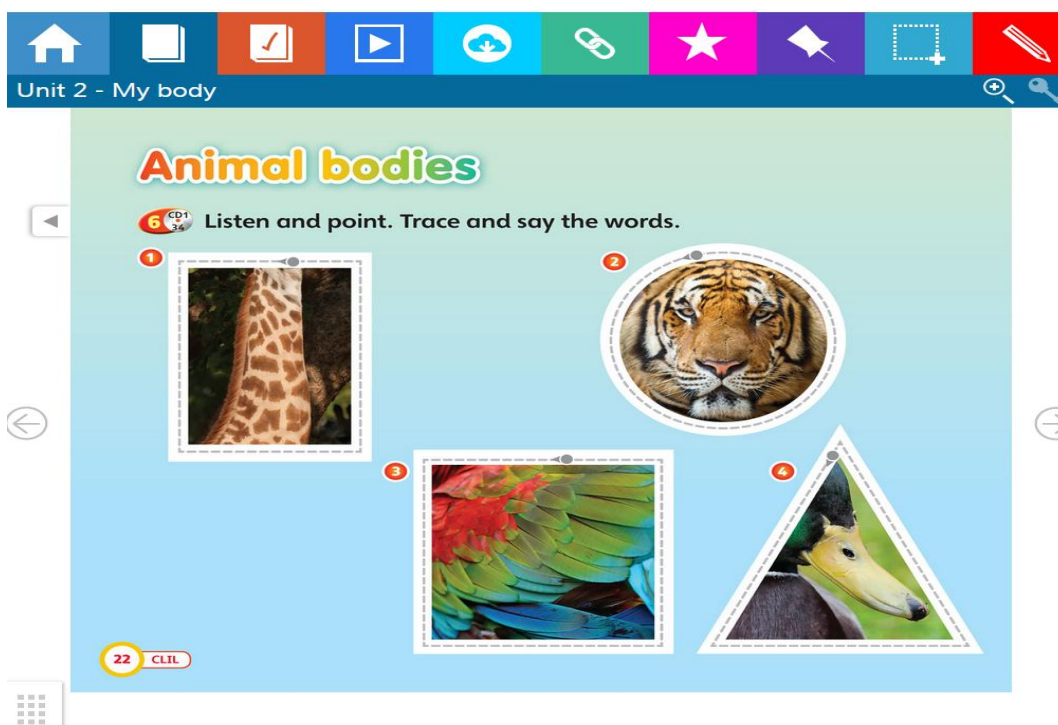 Unit 2 - My body
Animal bodies
6 CD1 34 Listen and point. Trace and say the words.
1
2
3
4
22 CLIL